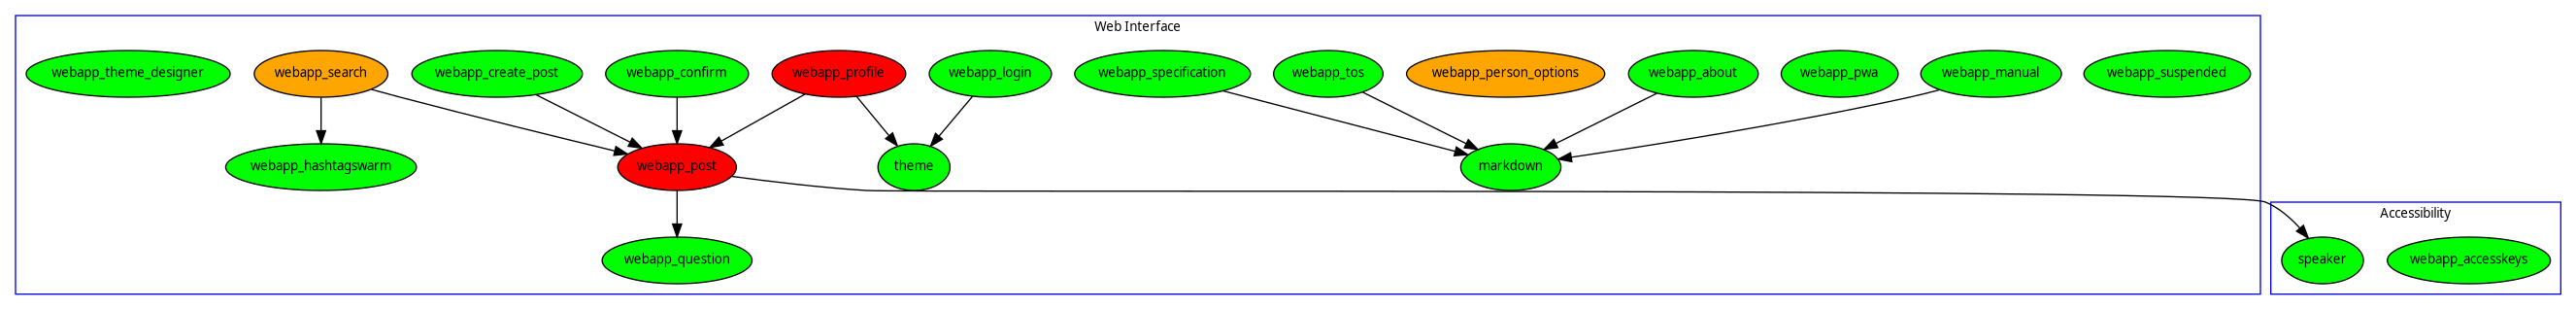 Web Interface
webapp_theme_designer
webapp_search
webapp_create_post
webapp_confirm
webapp_profile
webapp_login
webapp_specification
webapp_tos
webapp_person_options
webapp_about
webapp_pwa
webapp_manual
webapp_suspended
webapp_hashtagswarm
webapp_post
theme
markdown
webapp_question
Accessibility
speaker
webapp_accesskeys